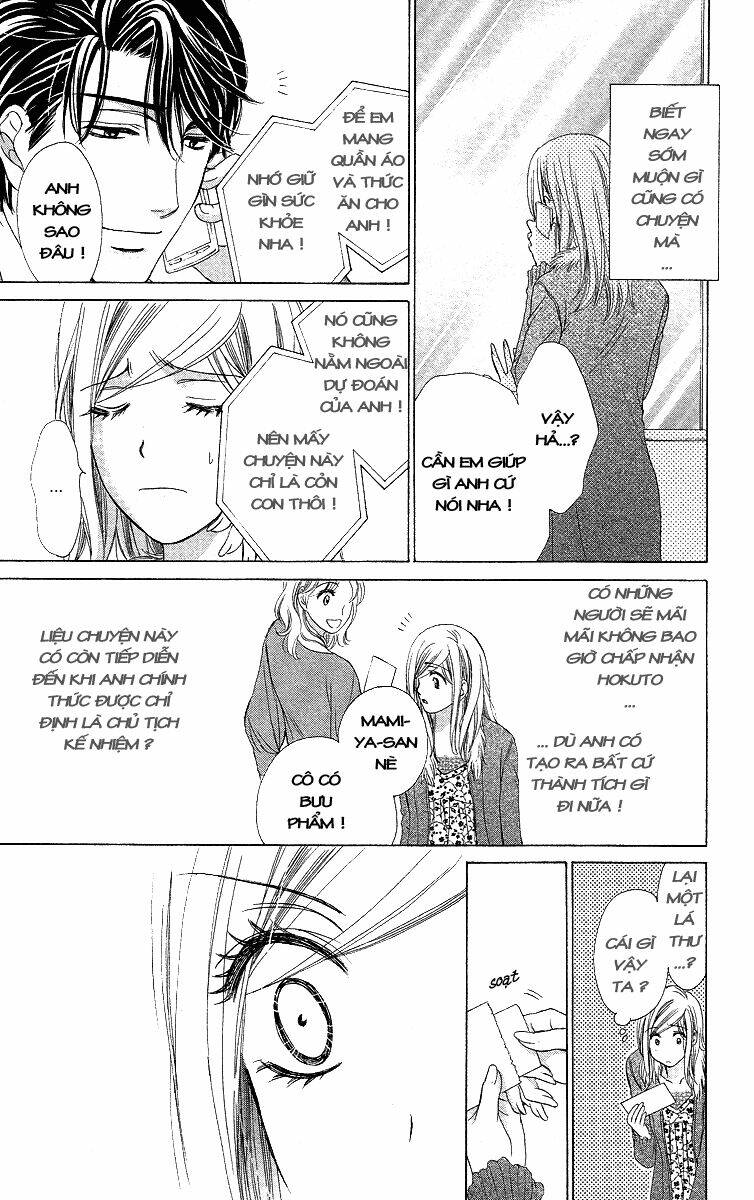 BIẾT
NGAY
SỚM
MUỘN GÌ
CŨNG CÓ
CHUYỆN
MÀ
...
VẬY
HẢ...?
CẦN EM GIÚP
GÌ ANH CỨ
NÓI NHA !
ĐỂ EM
MANG
QUẦN ÁO
VÀ THỨC
ĂN CHO
ANH !
NHỚ GIỮ
GÌN SỨC
KHỎE
NHA !
ANH
KHÔNG
SAO
ĐÂU !
NÓ CŨNG
KHÔNG
NẰM NGOÀI
DỰ ĐOÁN
CỦA ANH !
NÊN MẤY
CHUYỆN NÀY
CHỈ LÀ CỎN
CON THÔI !
...
CÓ NHỮNG
NGƯỜI SẼ MÃI
MÃI KHÔNG BAO
GIỜ CHẤP NHẬN
HOKUTO
...
... DÙ ANH CÓ
TẠO RA BẤT CỨ
THÀNH TÍCH GÌ
ĐI NỮA !
MAMI-
YA-SAN
NÈ
CÔ CÓ
BƯU
PHẨM !
LIỆU CHUYỆN NÀY
CÓ CÒN TIẾP DIỄN
ĐẾN KHI ANH CHÍNH
THỨC ĐƯỢC CHỈ
ĐỊNH LÀ CHỦ TỊCH
KẾ NHIỆM ?
LẠI
MỘT
LÁ
THƯ
...?
CÁI GÌ
VẬY
TA ?
soạt